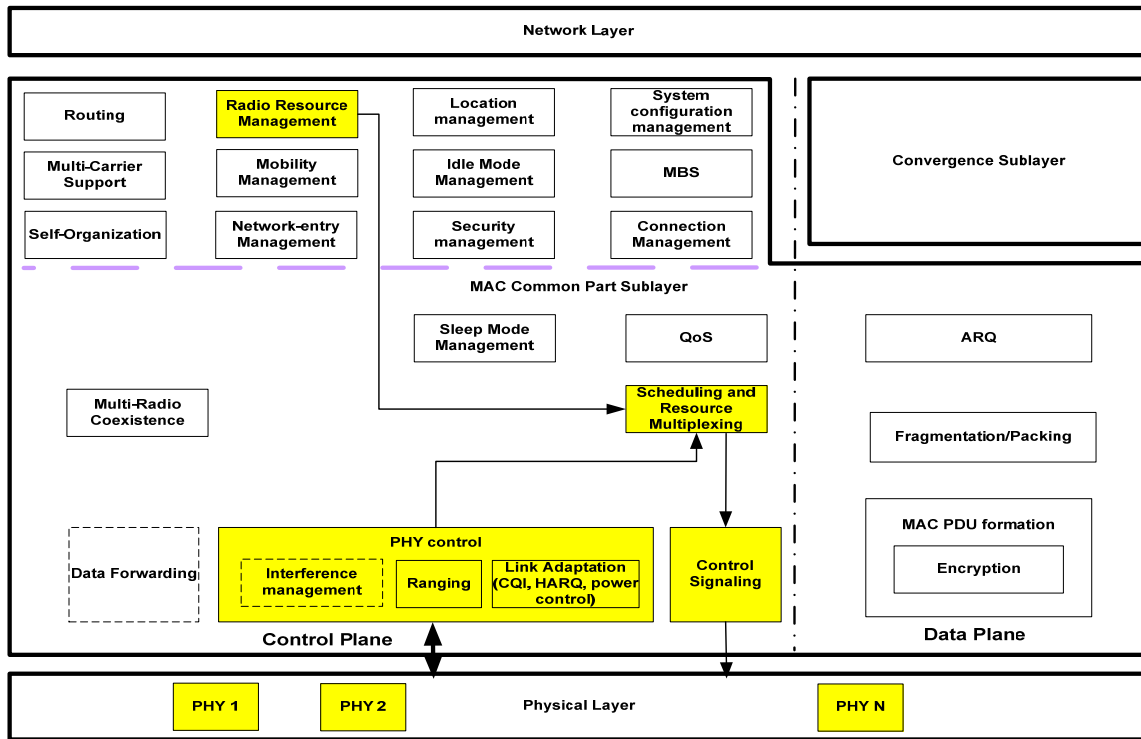 Network Layer
Routing
Radio Resource
Management
Location
management
System
configuration
management
Convergence Sublayer
Multi-Carrier
Support
Mobility
Management
Idle Mode
Management
MBS
Self-Organization
Network-entry
Management
Security
management
Connection
Management
MAC Common Part Sublayer
Sleep Mode
Management
QoS
ARQ
Multi-Radio
Coexistence
Scheduling and
Resource
Multiplexing
Fragmentation/Packing
Data Forwarding
PHY control
Interference
management
Ranging
Link Adaptation
(CQI, HARQ, power
control)
Control
Signaling
MAC PDU formation
Encryption
Control Plane
Data Plane
PHY 1
PHY 2
Physical Layer
PHY N